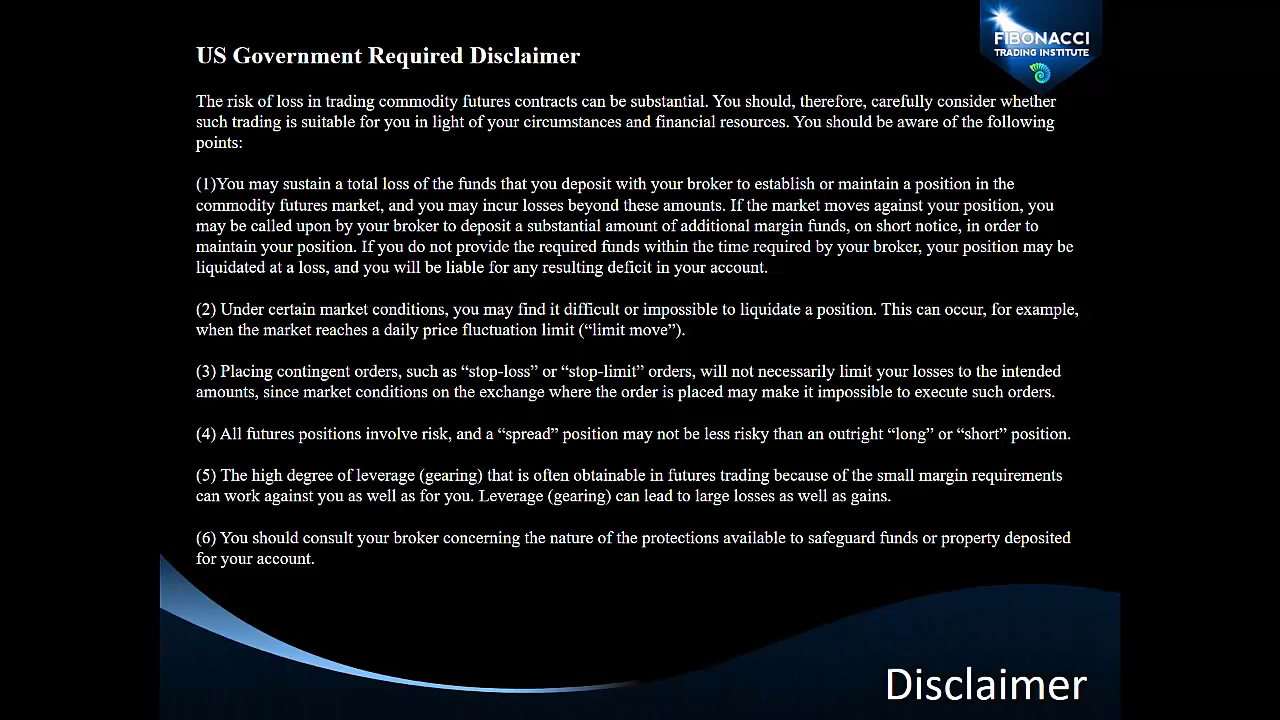 FIBONACCI
TRADING INSTITUTE
US Government Required Disclaimer
The risk of loss in trading commodity futures contracts can be substantial. You should, therefore, carefully consider whether
such trading is suitable for you in light of your circumstances and financial resources. You should be aware of the following
points:
(1)You may sustain a total loss of the funds that you deposit with your broker to establish or maintain a position in the
commodity futures market, and you may incur losses beyond these amounts. If the market moves against your position, you
may be called upon by your broker to deposit a substantial amount of additional margin funds, on short notice, in order to
maintain your position. If you do not provide the required funds within the time required by your broker, your position may be
liquidated at a loss, and you will be liable for any resulting deficit in your account.
(2) Under certain market conditions, you may find it difficult or impossible to liquidate a position. This can occur, for example,
when the market reaches a daily price fluctuation limit (“limit move”).
(3) Placing contingent orders, such as “stop-loss” or “stop-limit” orders, will not necessarily limit your losses to the intended
amounts, since market conditions on the exchange where the order is placed may make it impossible to execute such orders.
(4) All futures positions involve risk, and a “spread” position may not be less risky than an outright “long” or “short” position.
(5) The high degree of leverage (gearing) that is often obtainable in futures trading because of the small margin requirements
can work against you as well as for you. Leverage (gearing) can lead to large losses as well as gains.
(6) You should consult your broker concerning the nature of the protections available to safeguard funds or property deposited
for your account.
Disclaimer